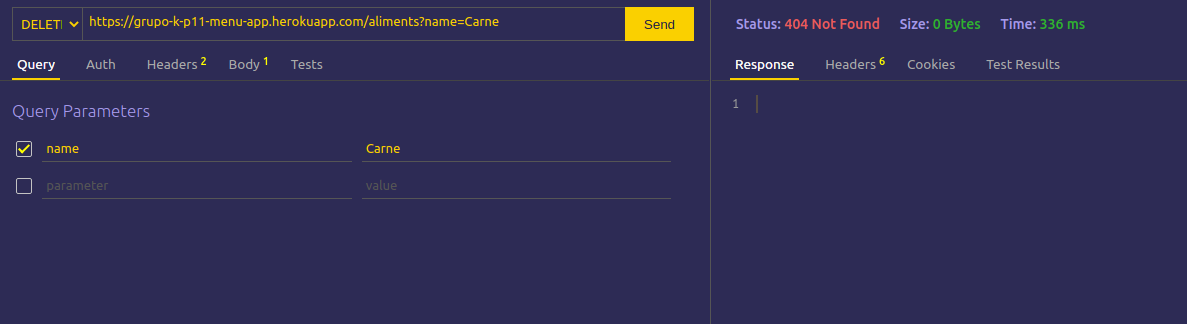 DELETE https://grupo-k-p11-menu-app.herokuapp.com/aliments?name=Carne Send
Query Auth Headers 2 Body 1 Tests
Query Parameters
name Carne
parameter value
Status: 404 Not Found Size: 0 Bytes Time: 336 ms
Response Headers 6 Cookies Test Results
1